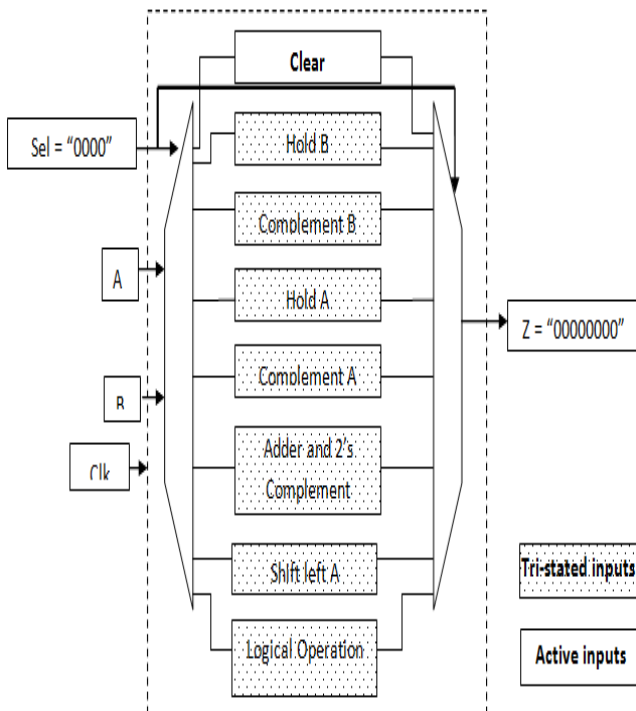 Clear
Sel = “0000”
Hold B
Complement B
A
Hold A
Z = “00000000”
Complement A
B
Adder and 2's
Complement
Clk
Tri-stated inputs
Shift left A
Logical Operation
Active inputs